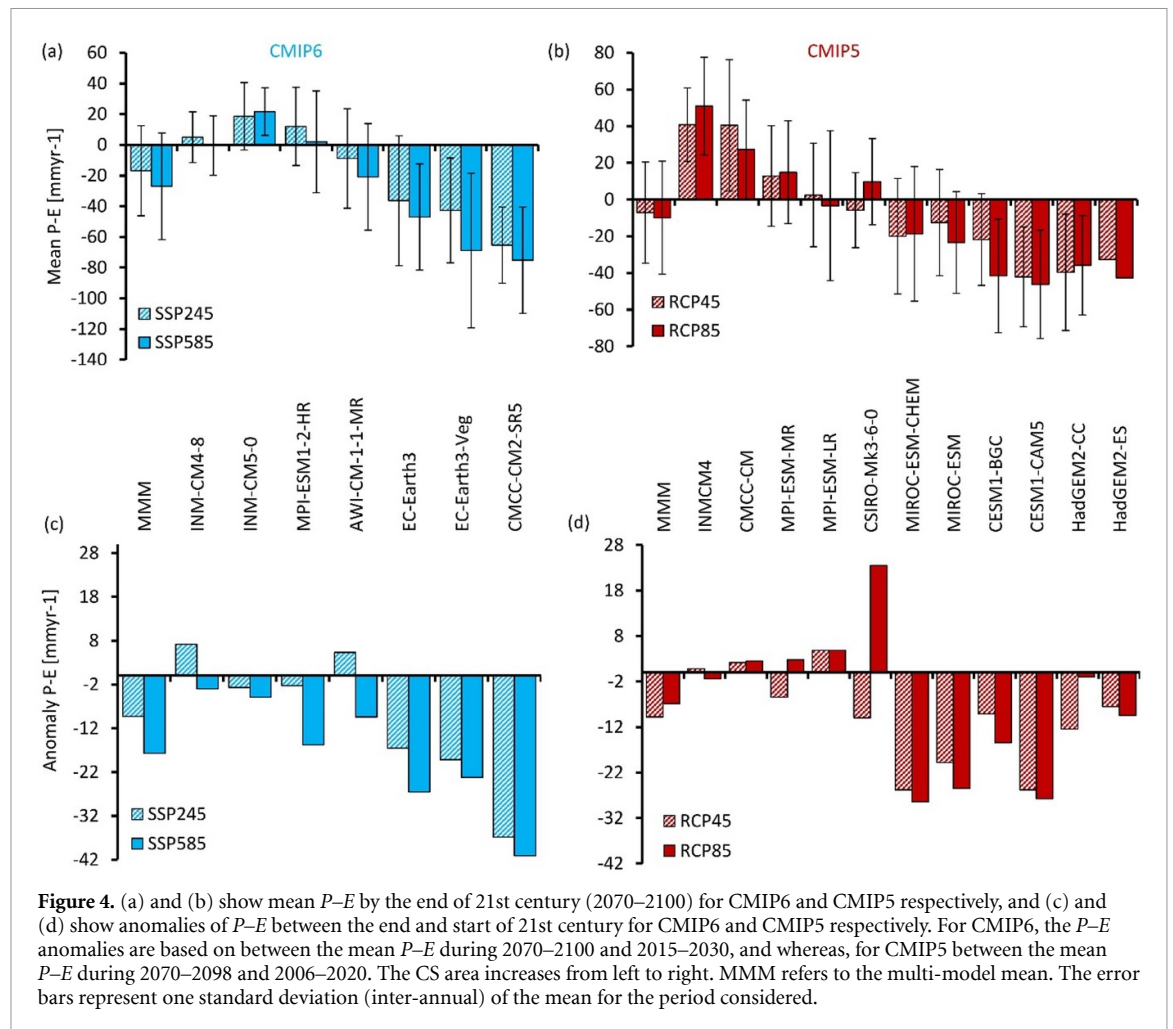 (a)
CMIP6
60
40
20
0
-20
-40
-60
-80
-100
-120
-140
Mean P-E [mmyr-1]
SSP245
SSP585
(b)
CMIP5
80
60
40
20
0
-20
-40
-60
-80
RCP45
RCP85
MMM
INM-CM4-8
INM-CM5-0
MPI-ESM1-2-HR
AWI-CM-1-1-MR
EC-Earth3
EC-Earth3-Veg
CMCC-CM2-SR5
MMM
INMCM4
CMCC-CM
MPI-ESM-MR
MPI-ESM-LR
CSIRO-Mk3-6-0
MIROC-ESM-CHEM
MIROC-ESM
CESM1-BGC
CESM1-CAM5
HadGEM2-CC
HadGEM2-ES
(c)
28
18
8
-2
-12
-22
-32
-42
Anomaly P-E [mmyr-1]
SSP245
SSP585
(d)
28
18
8
-2
-12
-22
-32
-42
RCP45
RCP85
Figure 4. (a) and (b) show mean P–E by the end of 21st century (2070–2100) for CMIP6 and CMIP5 respectively, and (c) and
(d) show anomalies of P–E between the end and start of 21st century for CMIP6 and CMIP5 respectively. For CMIP6, the P–E
anomalies are based on between the mean P–E during 2070–2100 and 2015–2030, and whereas, for CMIP5 between the mean
P–E during 2070–2098 and 2006–2020. The CS area increases from left to right. MMM refers to the multi-model mean. The error
bars represent one standard deviation (inter-annual) of the mean for the period considered.